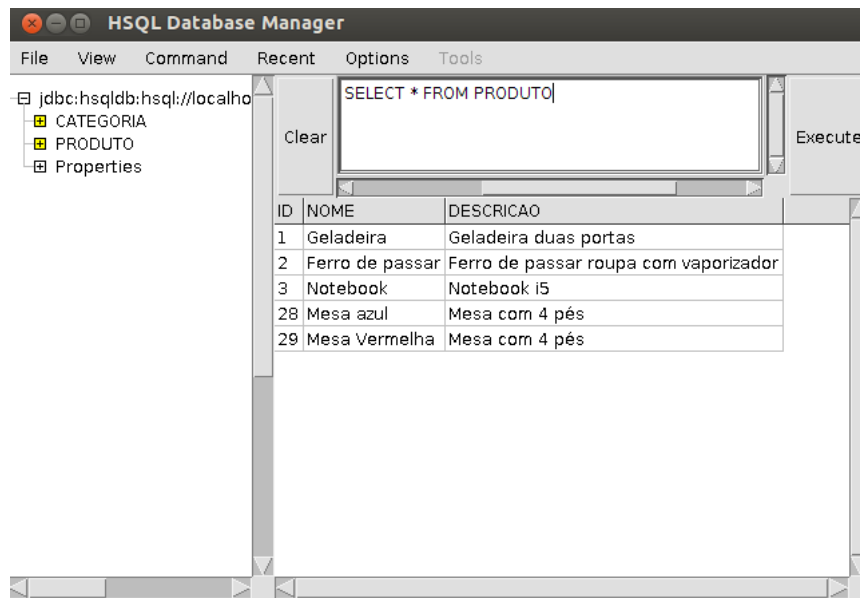 HSQL Database Manager
File View Command Recent Options Tools
jdbc:hsqldb:hsql://localho
CATEGORIA
PRODUTO
Properties
Clear
SELECT * FROM PRODUTO
Execute
ID NOME DESCRICAO
1 Geladeira Geladeira duas portas
2 Ferro de passar Ferro de passar roupa com vaporizador
3 Notebook Notebook i5
28 Mesa azul Mesa com 4 pés
29 Mesa Vermelha Mesa com 4 pés